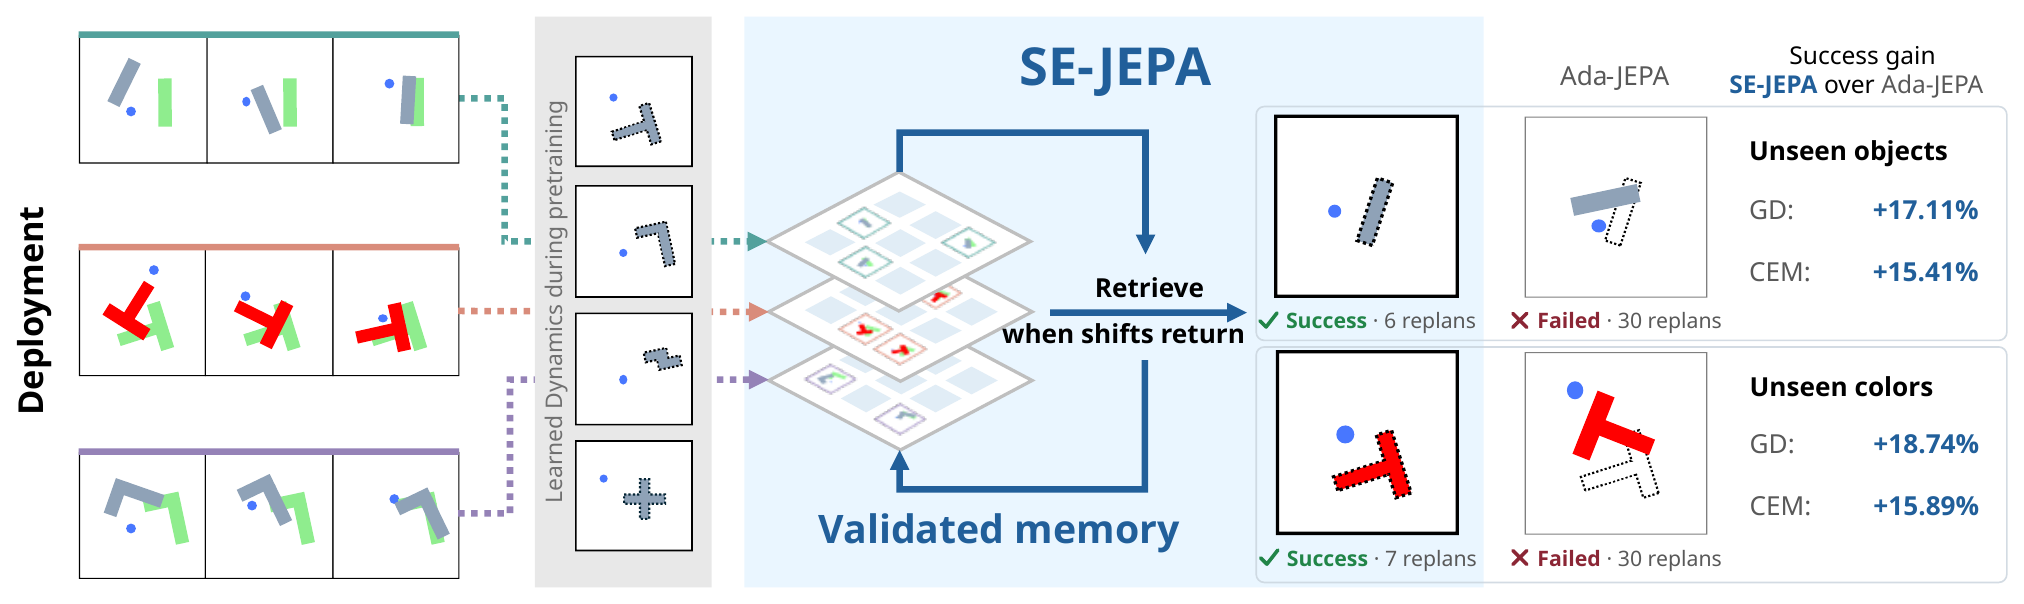 Deployment
Learned Dynamics during pretraining
SE-JEPA
Retrieve
when shifts return
Validated memory
Ada-JEPA
Success gain
SE-JEPA over Ada-JEPA
Success · 6 replans
Failed · 30 replans
Unseen objects
GD: +17.11%
CEM: +15.41%
Success · 7 replans
Failed · 30 replans
Unseen colors
GD: +18.74%
CEM: +15.89%